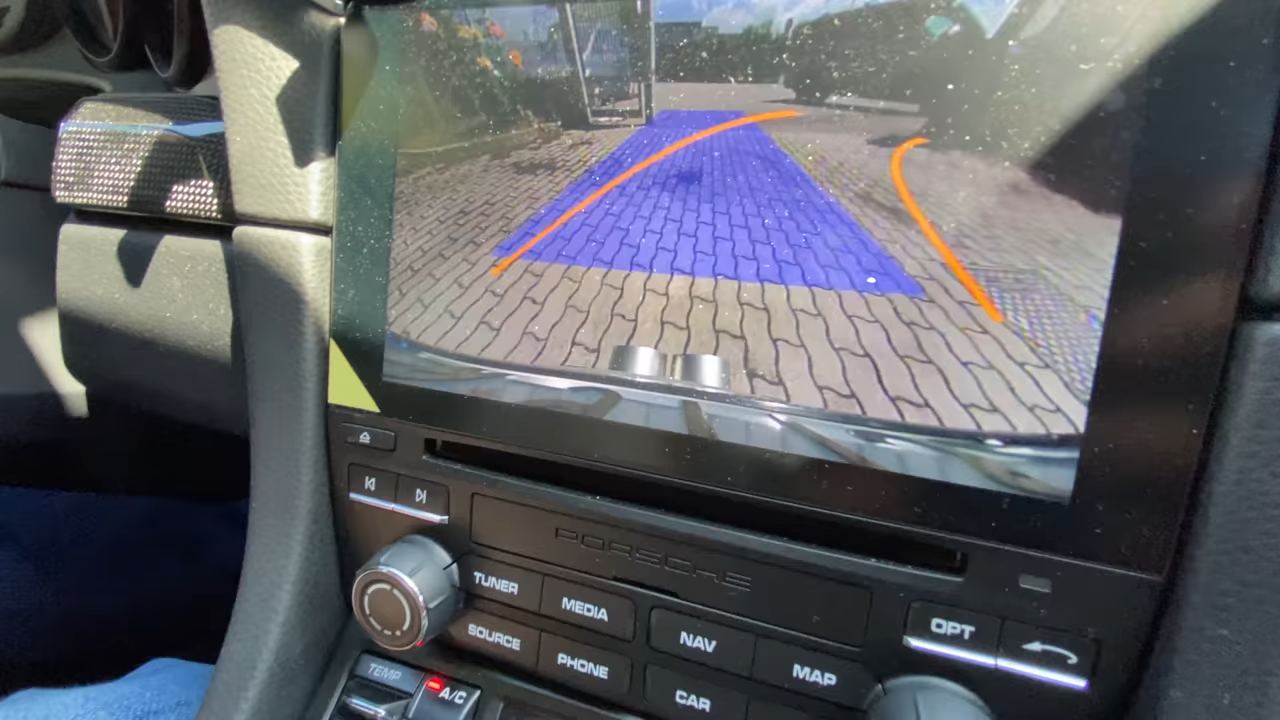 PORSCHE
TUNER
MEDIA
NAV
OPT
SOURCE
PHONE
MAP
CAR
TEMP
A/C